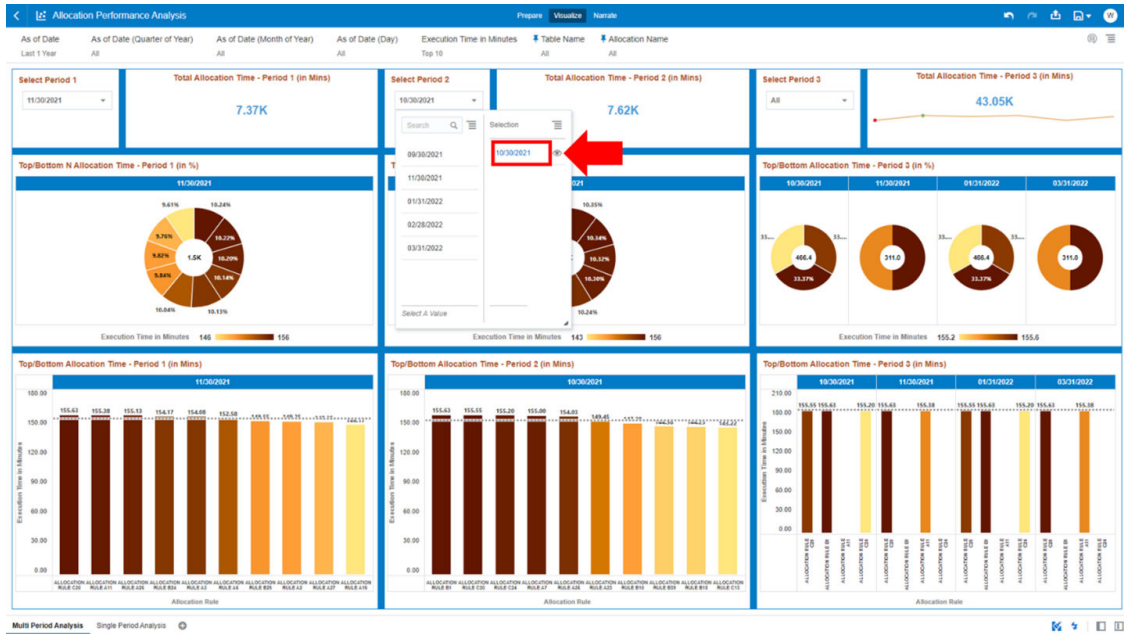 Allocation Performance Analysis
Prepare Visualize Narrate
W
As of Date As of Date (Quarter of Year) As of Date (Month of Year) As of Date (Day) Execution Time in Minutes Table Name Allocation Name
Last 1 Year All All All Top 10 All All
Select Period 1
11/30/2021
Total Allocation Time - Period 1 (in Mins)
7.37K
Select Period 2
10/30/2021
Total Allocation Time - Period 2 (in Mins)
7.62K
Select Period 3
All
Total Allocation Time - Period 3 (in Mins)
43.05K
Search
Selection
09/30/2021
11/30/2021
01/31/2022
02/28/2022
03/31/2022
Select A Value
10/30/2021
Top/Bottom N Allocation Time - Period 1 (in %)
11/30/2021
9.61% 10.24%
9.76% 10.22%
9.82% 1.5K 10.20%
9.84% 10.14%
10.04% 10.13%
Execution Time in Minutes 146 156
T
021
10.35%
10.34%
10.32%
10.30%
10.24%
Execution Time in Minutes 143 156
Top/Bottom Allocation Time - Period 3 (in %)
10/30/2021 11/30/2021 01/31/2022 03/31/2022
33... 33... 33... 33...
466.4 311.0 466.4 311.0
33.37% 33.37%
Execution Time in Minutes 155.2 155.6
Top/Bottom Allocation Time - Period 1 (in Mins)
11/30/2021
180.00
155.63 155.38 155.13 154.17 154.08 152.58
150.00
120.00
90.00
60.00
30.00
0.00
Execution Time in Minutes
Allocation Rule
Top/Bottom Allocation Time - Period 2 (in Mins)
10/30/2021
180.00
155.63 155.55 155.20 155.00 154.03 149.45
150.00
120.00
90.00
60.00
30.00
0.00
Execution Time in Minutes
Allocation Rule
Top/Bottom Allocation Time - Period 3 (in Mins)
10/30/2021 11/30/2021 01/31/2022 03/31/2022
210.00
155.55 155.63 155.20 155.63 155.38 155.55 155.63 155.20 155.63 155.38
180.00
150.00
120.00
90.00
60.00
30.00
0.00
Execution Time in Minutes
Allocation Rule
Multi Period Analysis Single Period Analysis